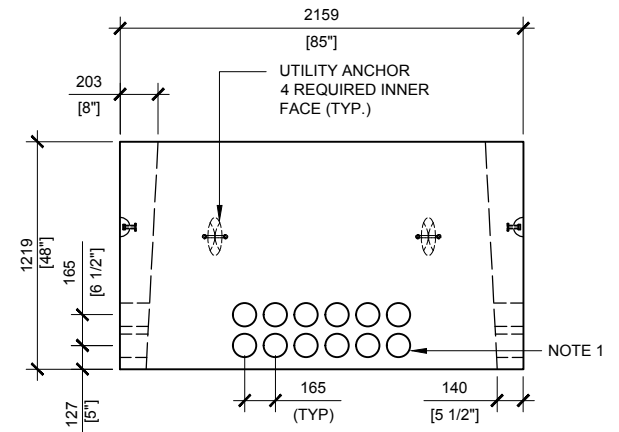 2159
[85"]
203
[8"]
UTILITY ANCHOR
4 REQUIRED INNER
FACE (TYP.)
1219
[48"]
165
[6 1/2"]
NOTE 1
127
[5"]
165
(TYP)
140
[5 1/2"]